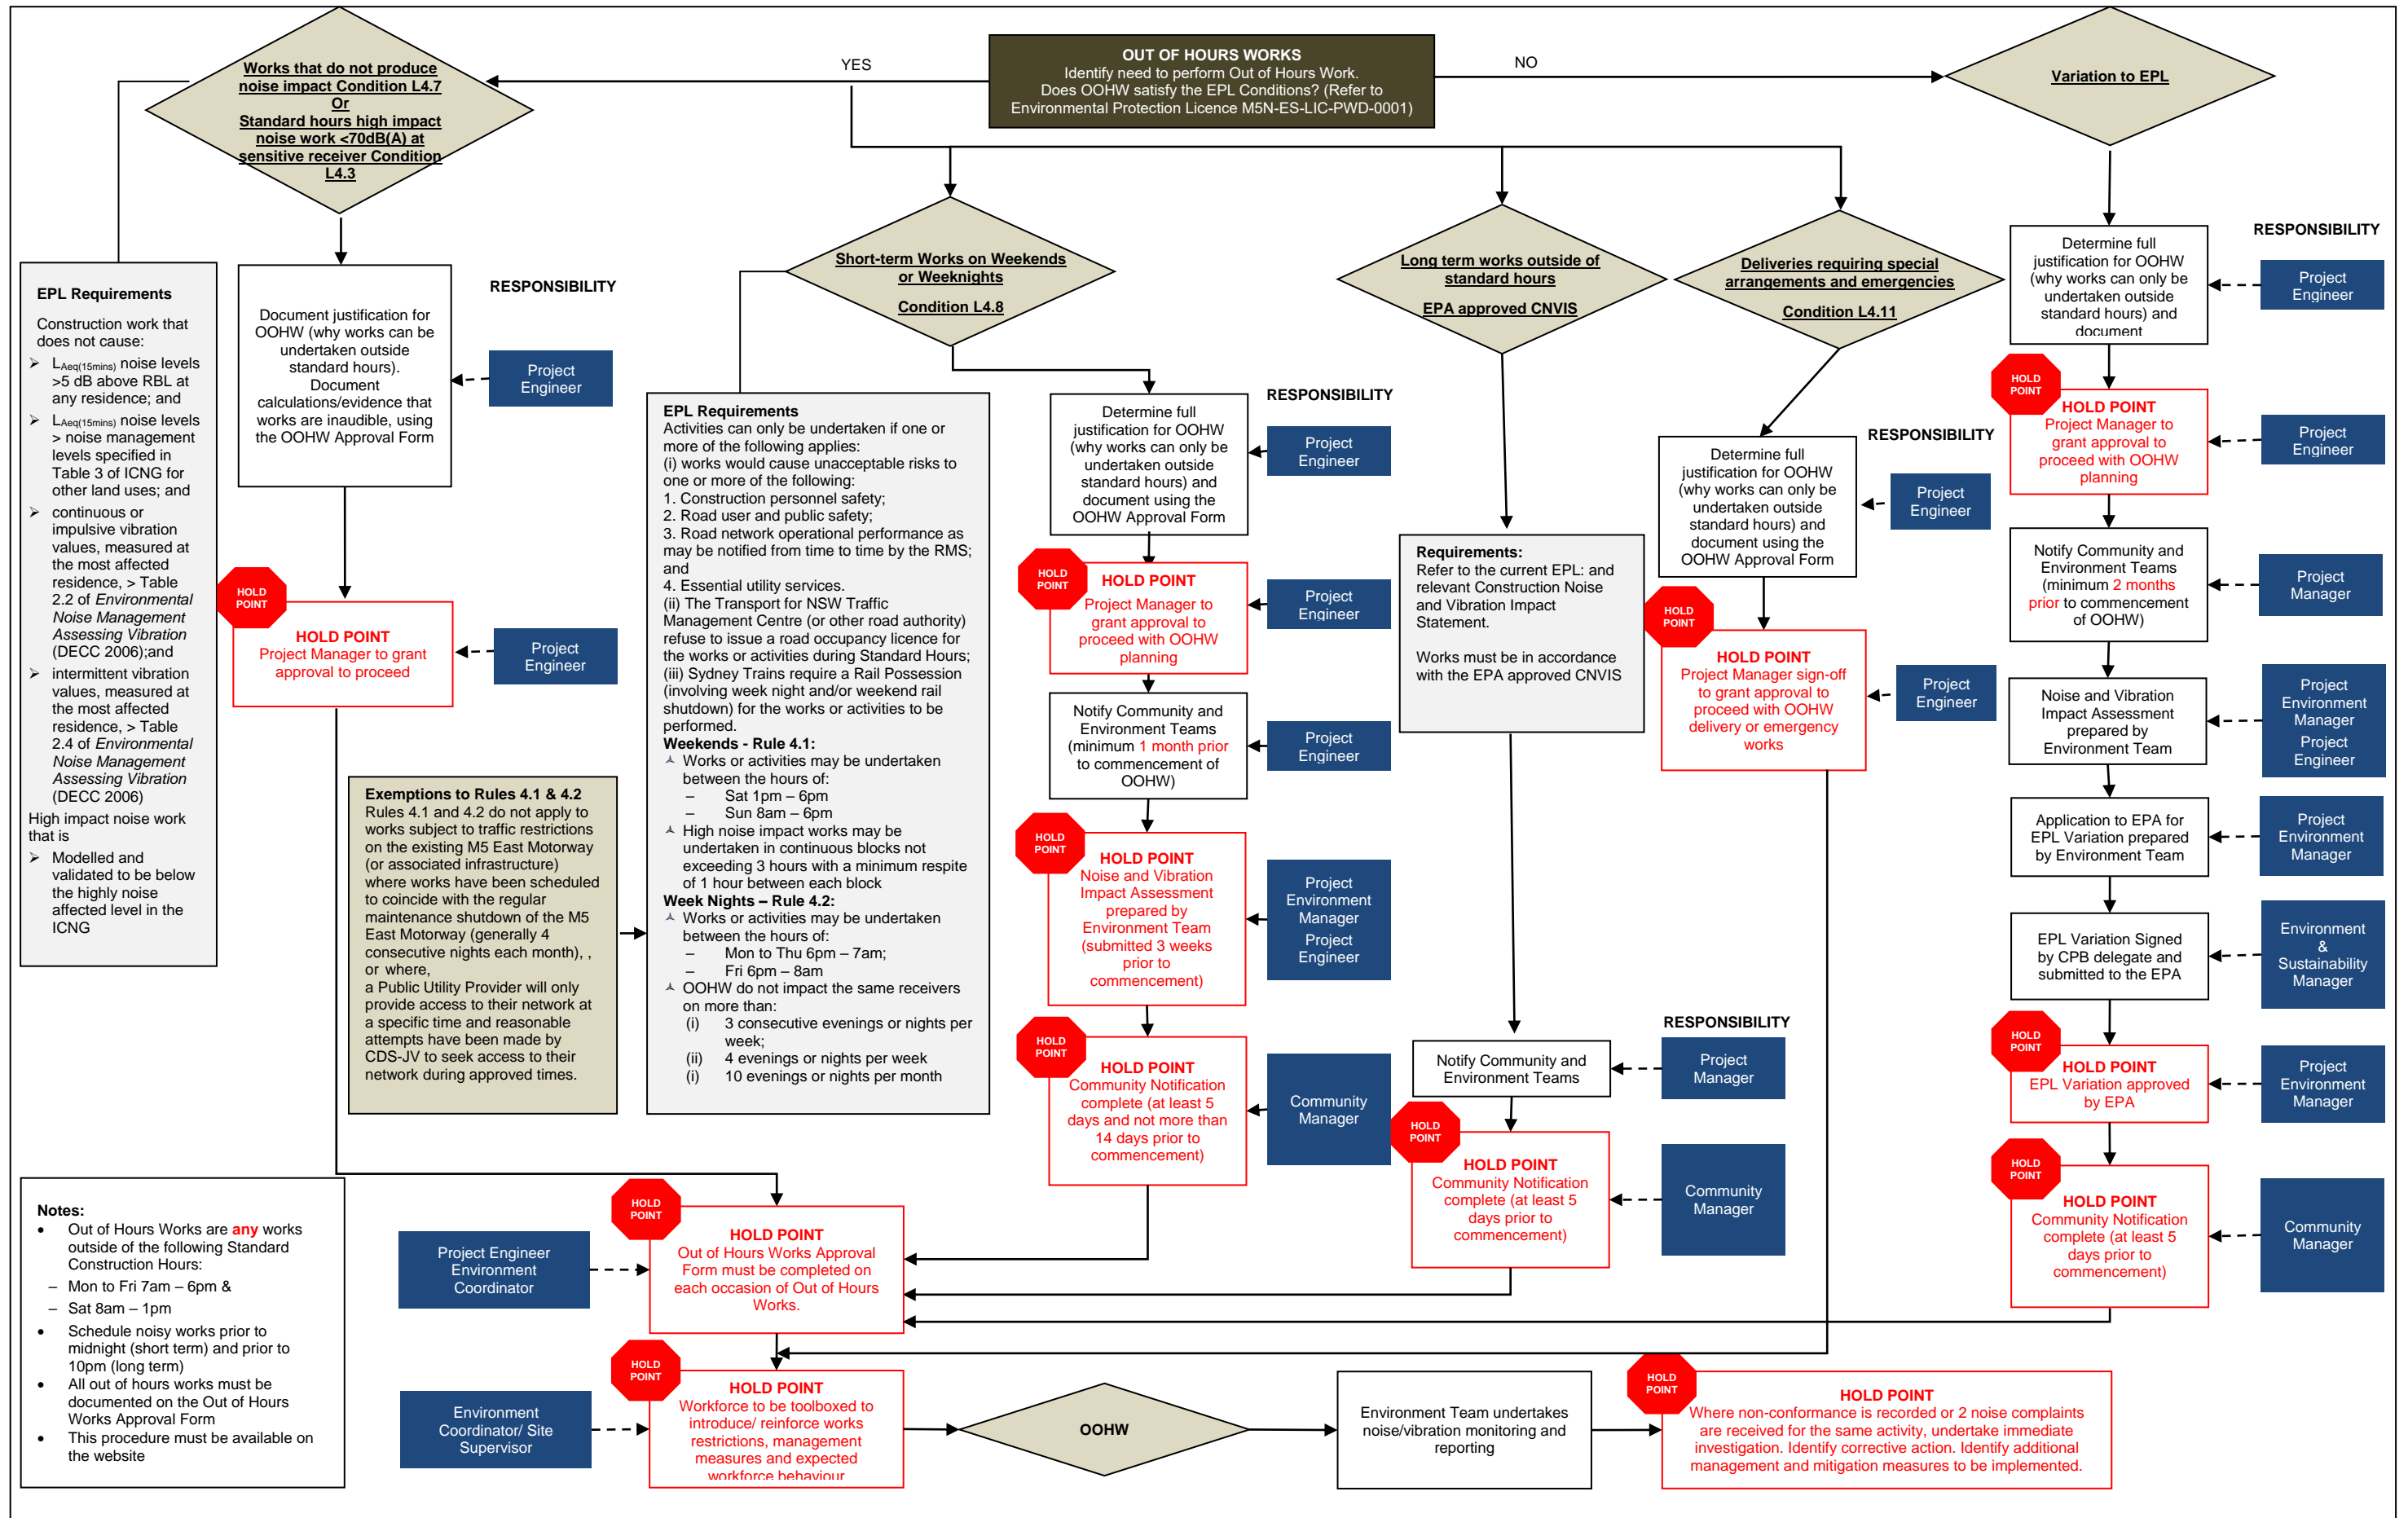 OUT OF HOURS WORKS
Identify need to perform Out of Hours Work.
Does OOHW satisfy the EPL Conditions? (Refer to
Environmental Protection Licence M5N-ES-LIC-PWD-0001)
YES
NO
Works that do not produce
noise impact Condition L4.7
Or
Standard hours high impact
noise work <70dB(A) at
sensitive receiver Condition
L4.3
Variation to EPL
EPL Requirements
Construction work that
does not cause:
➢ LAeq(15mins) noise levels
>5 dB above RBL at
any residence; and
➢ LAeq(15mins) noise levels
> noise management
levels specified in
Table 3 of ICNG for
other land uses; and
➢ continuous or
impulsive vibration
values, measured at
the most affected
residence, > Table
2.2 of Environmental
Noise Management
Assessing Vibration
(DECC 2006);and
➢ intermittent vibration
values, measured at
the most affected
residence, > Table
2.4 of Environmental
Noise Management
Assessing Vibration
(DECC 2006)
High impact noise work
that is
➢ Modelled and
validated to be below
the highly noise
affected level in the
ICNG
Document justification for
OOHW (why works can be
undertaken outside
standard hours).
Document
calculations/evidence that
works are inaudible, using
the OOHW Approval Form
RESPONSIBILITY
Project
Engineer
HOLD
POINT
HOLD POINT
Project Manager to grant
approval to proceed
Project
Engineer
Exemptions to Rules 4.1 & 4.2
Rules 4.1 and 4.2 do not apply to
works subject to traffic restrictions
on the existing M5 East Motorway
(or associated infrastructure)
where works have been scheduled
to coincide with the regular
maintenance shutdown of the M5
East Motorway (generally 4
consecutive nights each month), ,
or where,
a Public Utility Provider will only
provide access to their network at
a specific time and reasonable
attempts have been made by
CDS-JV to seek access to their
network during approved times.
Short-term Works on Weekends
or Weeknights
Condition L4.8
EPL Requirements
Activities can only be undertaken if one or
more of the following applies:
(i) works would cause unacceptable risks to
one or more of the following:
1. Construction personnel safety;
2. Road user and public safety;
3. Road network operational performance as
may be notified from time to time by the RMS;
and
4. Essential utility services.
(ii) The Transport for NSW Traffic
Management Centre (or other road authority)
refuse to issue a road occupancy licence for
the works or activities during Standard Hours;
(iii) Sydney Trains require a Rail Possession
(involving week night and/or weekend rail
shutdown) for the works or activities to be
performed.
Weekends - Rule 4.1:
⅄ Works or activities may be undertaken
between the hours of:
– Sat 1pm – 6pm
– Sun 8am – 6pm
⅄ High noise impact works may be
undertaken in continuous blocks not
exceeding 3 hours with a minimum respite
of 1 hour between each block
Week Nights – Rule 4.2:
⅄ Works or activities may be undertaken
between the hours of:
– Mon to Thu 6pm – 7am;
– Fri 6pm – 8am
⅄ OOHW do not impact the same receivers
on more than:
(i) 3 consecutive evenings or nights per
week;
(ii) 4 evenings or nights per week
(i) 10 evenings or nights per month
RESPONSIBILITY
Determine full
justification for OOHW
(why works can only be
undertaken outside
standard hours) and
document using the
OOHW Approval Form
Project
Engineer
HOLD
POINT
HOLD POINT
Project Manager to
grant approval to
proceed with OOHW
planning
Project
Engineer
Notify Community and
Environment Teams
(minimum 1 month prior
to commencement of
OOHW)
Project
Engineer
HOLD
POINT
HOLD POINT
Noise and Vibration
Impact Assessment
prepared by
Environment Team
(submitted 3 weeks
prior to
commencement)
Project
Environment
Manager
Project
Engineer
HOLD
POINT
HOLD POINT
Community Notification
complete (at least 5
days and not more than
14 days prior to
commencement)
Community
Manager
Long term works outside of
standard hours
EPA approved CNVIS
Requirements:
Refer to the current EPL: and
relevant Construction Noise
and Vibration Impact
Statement.
Works must be in accordance
with the EPA approved CNVIS
RESPONSIBILITY
Notify Community and
Environment Teams
Project
Manager
HOLD
POINT
HOLD POINT
Community Notification
complete (at least 5
days prior to
commencement)
Community
Manager
Deliveries requiring special
arrangements and emergencies
Condition L4.11
RESPONSIBILITY
Determine full
justification for OOHW
(why works can only be
undertaken outside
standard hours) and
document using the
OOHW Approval Form
Project
Engineer
HOLD
POINT
HOLD POINT
Project Manager sign-off
to grant approval to
proceed with OOHW
delivery or emergency
works
Project
Engineer
RESPONSIBILITY
Determine full
justification for OOHW
(why works can only be
undertaken outside
standard hours) and
document
Project
Engineer
HOLD
POINT
HOLD POINT
Project Manager to
grant approval to
proceed with OOHW
planning
Project
Engineer
Notify Community and
Environment Teams
(minimum 2 months
prior to commencement
of OOHW)
Project
Manager
Noise and Vibration
Impact Assessment
prepared by
Environment Team
Project
Environment
Manager
Project
Engineer
Application to EPA for
EPL Variation prepared
by Environment Team
Project
Environment
Manager
EPL Variation Signed
by CPB delegate and
submitted to the EPA
Environment
&
Sustainability
Manager
HOLD
POINT
HOLD POINT
EPL Variation approved
by EPA
Project
Environment
Manager
HOLD
POINT
HOLD POINT
Community Notification
complete (at least 5
days prior to
commencement)
Community
Manager
Notes:
• Out of Hours Works are any works
outside of the following Standard
Construction Hours:
– Mon to Fri 7am – 6pm &
– Sat 8am – 1pm
• Schedule noisy works prior to
midnight (short term) and prior to
10pm (long term)
• All out of hours works must be
documented on the Out of Hours
Works Approval Form
• This procedure must be available on
the website
Project Engineer
Environment
Coordinator
HOLD
POINT
HOLD POINT
Out of Hours Works Approval
Form must be completed on
each occasion of Out of Hours
Works.
Environment
Coordinator/ Site
Supervisor
HOLD
POINT
HOLD POINT
Workforce to be toolboxed to
introduce/ reinforce works
restrictions, management
measures and expected
workforce behaviour
OOHW
Environment Team undertakes
noise/vibration monitoring and
reporting
HOLD
POINT
HOLD POINT
Where non-conformance is recorded or 2 noise complaints
are received for the same activity, undertake immediate
investigation. Identify corrective action. Identify additional
management and mitigation measures to be implemented.